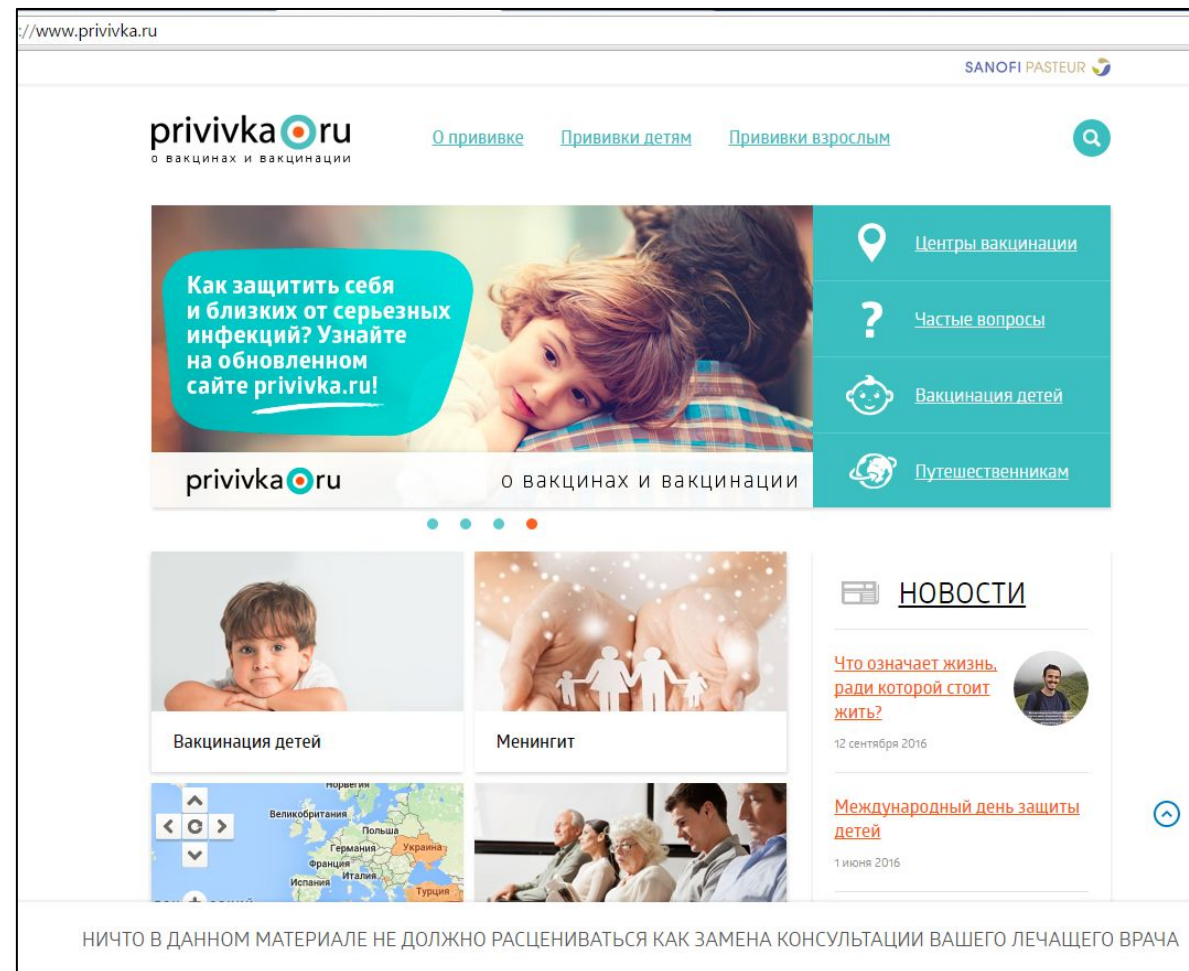 ://www.privivka.ru
SANOFI PASTEUR
privivka ru
о вакцинах и вакцинации
О прививке
Прививки детям
Прививки взрослым
Как защитить себя
и близких от серьезных
инфекций? Узнайте
на обновленном
сайте privivka.ru!
privivka ru
о вакцинах и вакцинации
Центры вакцинации
?
Частые вопросы
Вакцинация детей
Путешественникам
Вакцинация детей
Менингит
НОВОСТИ
Что означает жизнь,
ради которой стоит
жить?
12 сентября 2016
Международный день защиты
детей
1 июня 2016
Норвегия
Великобритания
Польша
Германия
Украина
Франция
Италия
Испания
Турция
НИЧТО В ДАННОМ МАТЕРИАЛЕ НЕ ДОЛЖНО РАСЦЕНИВАТЬСЯ КАК ЗАМЕНА КОНСУЛЬТАЦИИ ВАШЕГО ЛЕЧАЩЕГО ВРАЧА